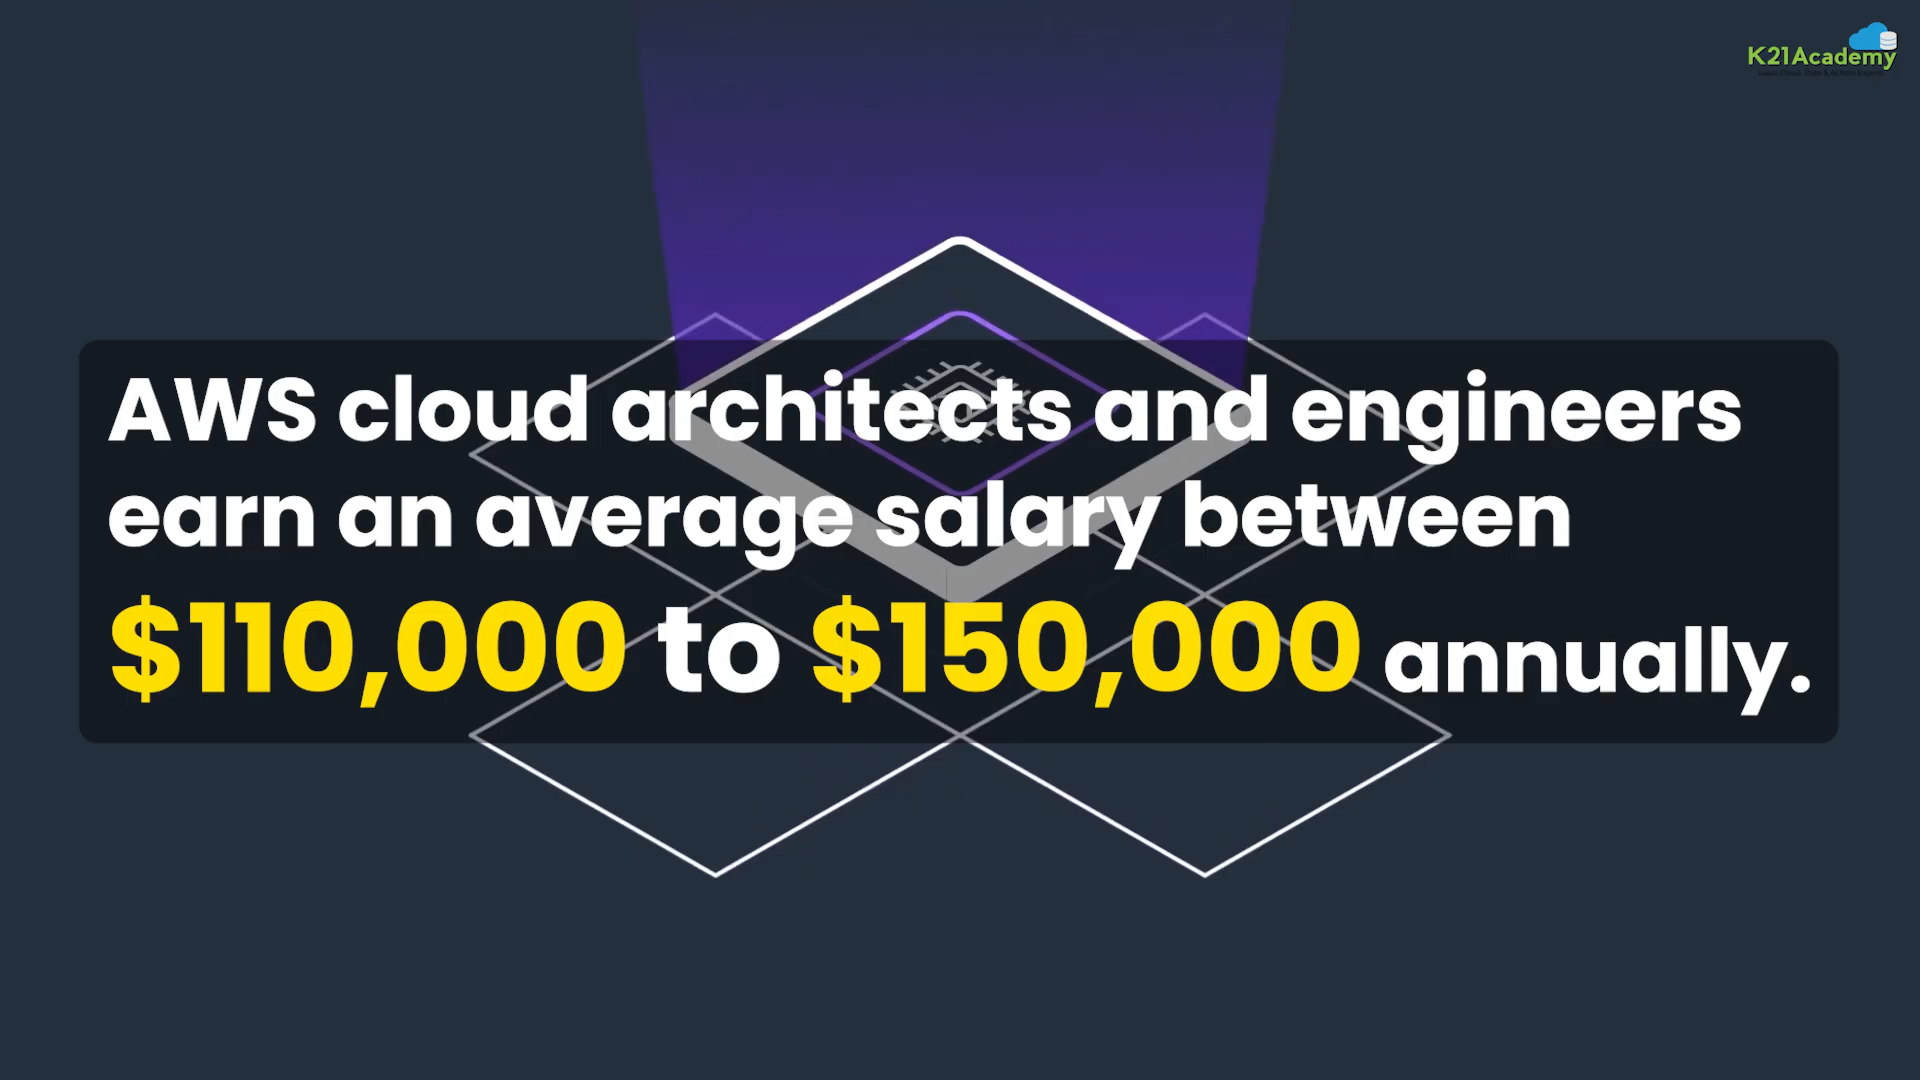 K21Academy
AWS cloud architects and engineers
earn an average salary between
$110,000 to $150,000 annually.